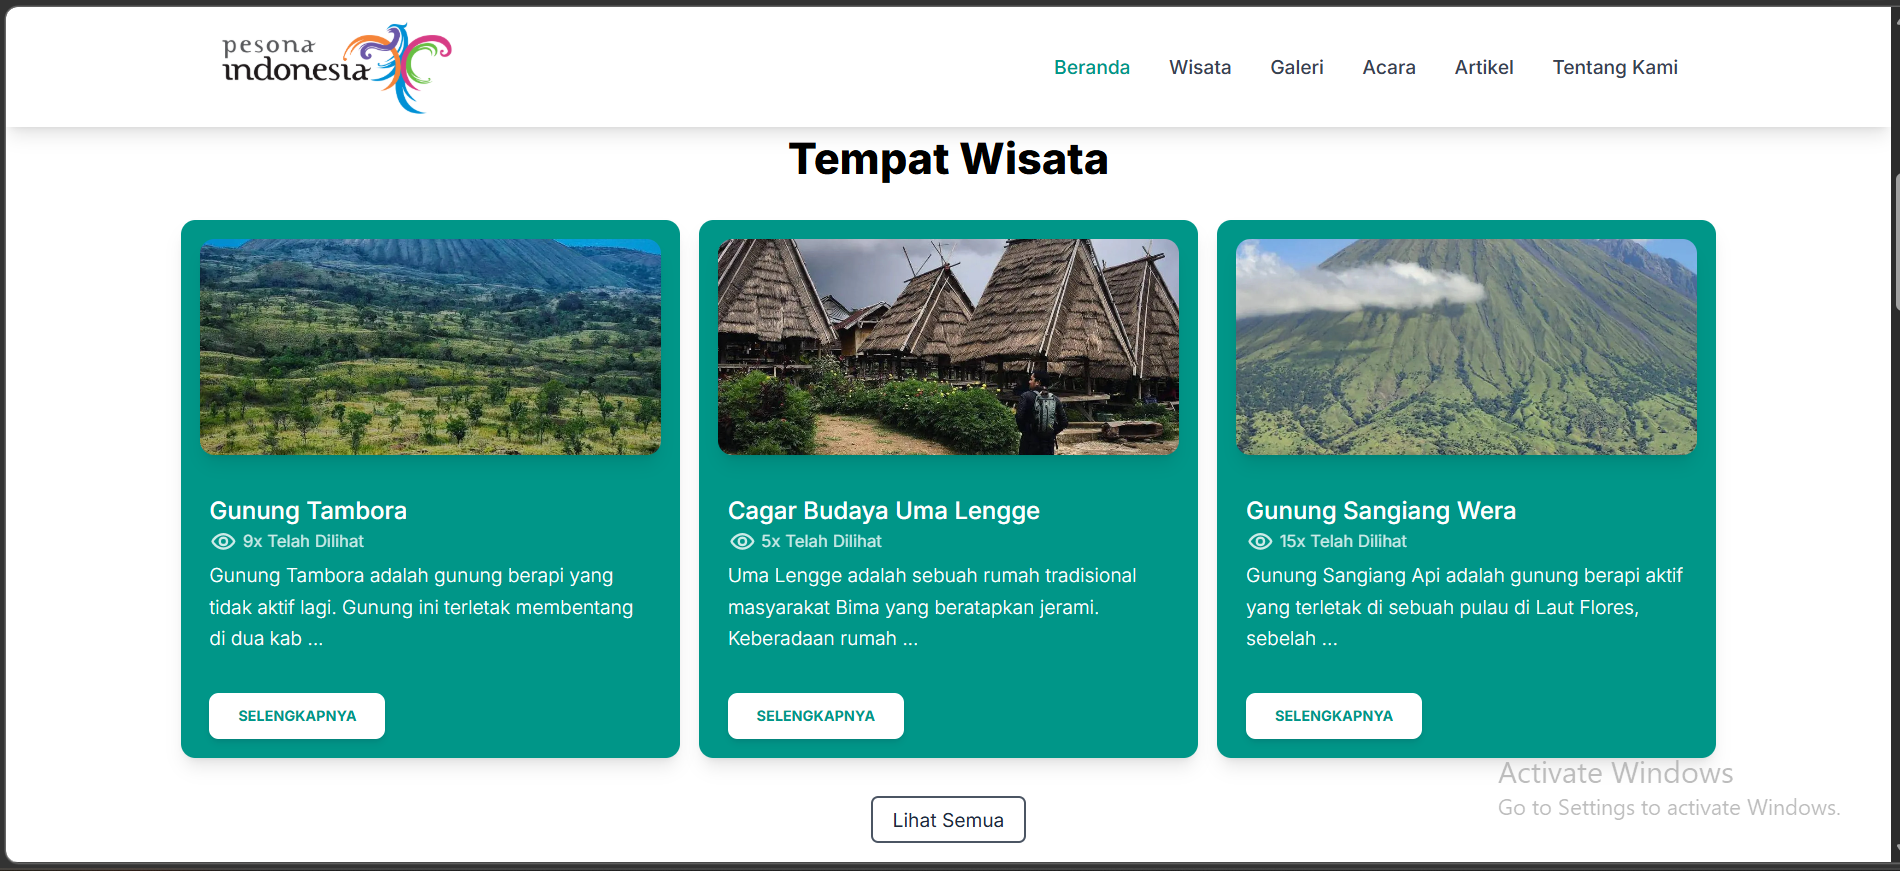 pesona
indonesia
Beranda
Wisata
Galeri
Acara
Artikel
Tentang Kami
Tempat Wisata
Gunung Tambora
9x Telah Dilihat
Gunung Tambora adalah gunung berapi yang
tidak aktif lagi. Gunung ini terletak membentang
di dua kab ...
SELENGKAPNYA
Cagar Budaya Uma Lengge
5x Telah Dilihat
Uma Lengge adalah sebuah rumah tradisional
masyarakat Bima yang beratapkan jerami.
Keberadaan rumah ...
SELENGKAPNYA
Gunung Sangiang Wera
15x Telah Dilihat
Gunung Sangiang Api adalah gunung berapi aktif
yang terletak di sebuah pulau di Laut Flores,
sebelah ...
SELENGKAPNYA
Lihat Semua
Activate Windows
Go to Settings to activate Windows.